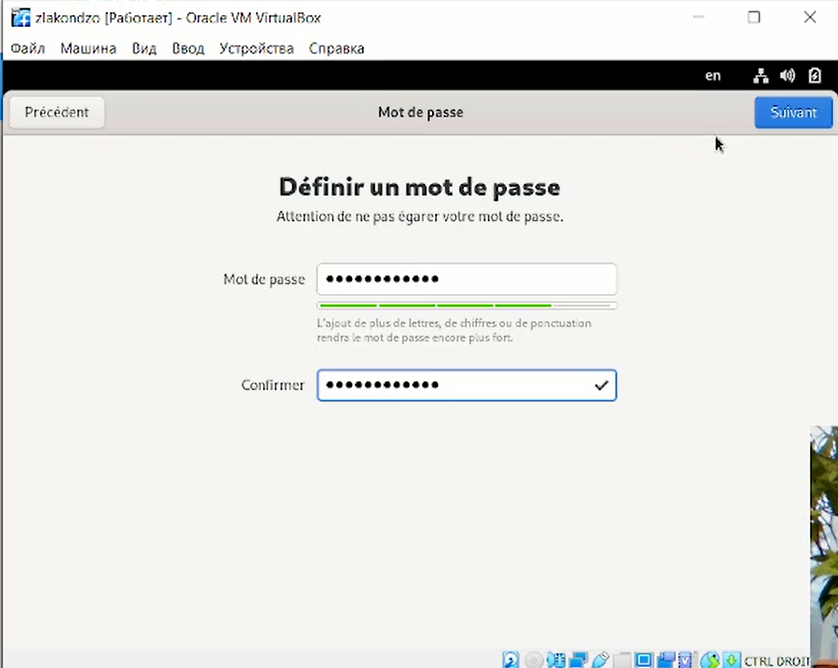 zlakondzo [Работает] - Oracle VM VirtualBox
Файл Машина Вид Ввод Устройства Справка
en
Précédent Mot de passe Suivant
Définir un mot de passe
Attention de ne pas égarer votre mot de passe.
Mot de passe ●●●●●●●●●●●●
L'ajout de plus de lettres, de chiffres ou de ponctuation
rendra le mot de passe encore plus fort.
Confirmer ●●●●●●●●●●●●
CTRL DROIT